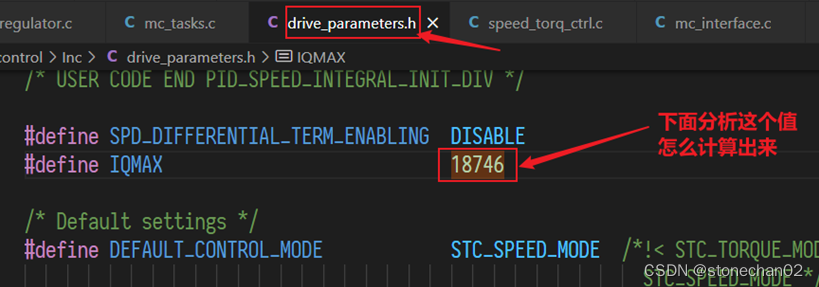 regulator.c
mc_tasks.c
C drive_parameters.h ×
C speed_torq_ctrl.c
C mc_interface.c
control > Inc > C drive_parameters.h > IQMAX
/* USER CODE END PID_SPEED_INTEGRAL_INIT_DIV */
#define SPD_DIFFERENTIAL_TERM_ENABLING DISABLE
#define IQMAX 18746
下面分析这个值
怎么计算出来
/* Default settings */
#define DEFAULT_CONTROL_MODE STC_SPEED_MODE /*!< STC_TORQUE_MOD
STC_SPEED_MODE */
CSDN @stonechan02